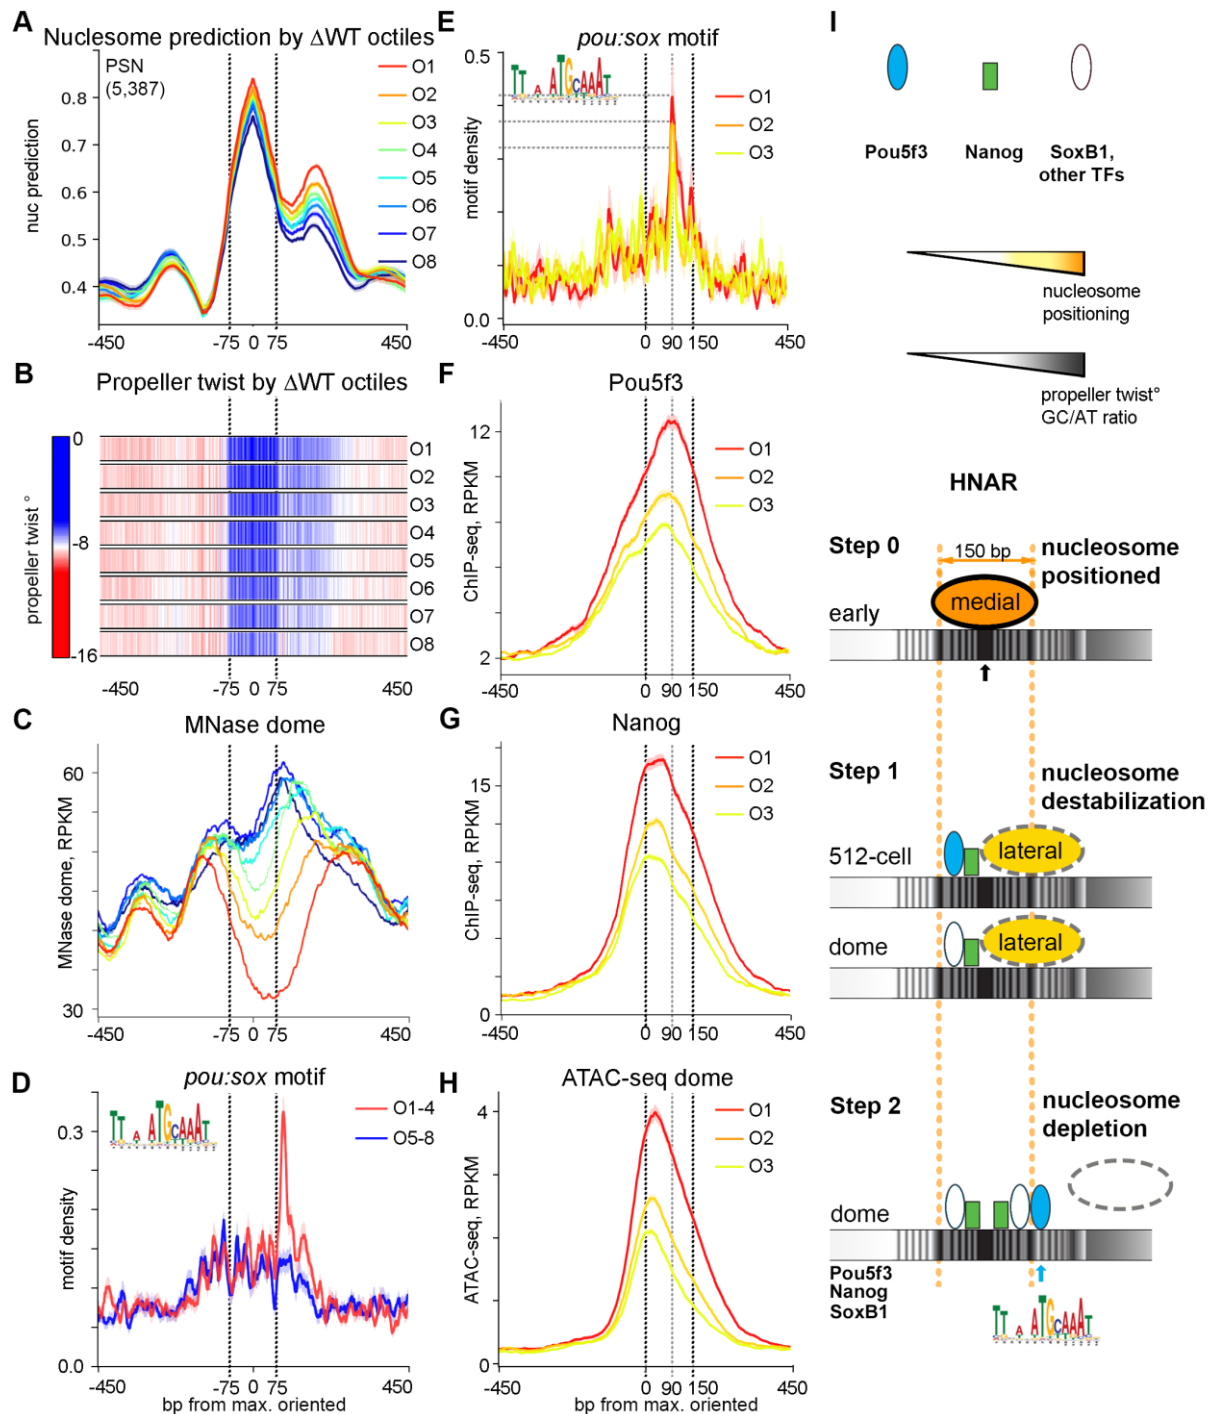 A
Nuclesome prediction by ΔWT octiles
PSN
(5,387)
nuc prediction
0.8
0.7
0.6
0.5
0.4
O1
O2
O3
O4
O5
O6
O7
O8
-450
-75
0
75
450
B
Propeller twist by ΔWT octiles
propeller twist°
0
-8
-16
O1
O2
O3
O4
O5
O6
O7
O8
-450
-75
0
75
450
C
MNase dome
MNase dome, RPKM
60
30
-450
-75
0
75
450
D
pou:sox motif
motif density
0.3
0.0
TT A ATGCAAAT
O1-4
O5-8
-450
-75
0
75
450
bp from max. oriented
E
pou:sox motif
motif density
0.5
0.0
TT A ATGCAAAT
O1
O2
O3
-450
0
90
150
450
F
Pou5f3
ChIP-seq, RPKM
12
2
O1
O2
O3
-450
0
90
150
450
G
Nanog
ChIP-seq, RPKM
15
0
O1
O2
O3
-450
0
90
150
450
H
ATAC-seq dome
ATAC-seq, RPKM
4
0
O1
O2
O3
-450
0
90
150
450
bp from max. oriented
I
Pou5f3
Nanog
SoxB1,
other TFs
nucleosome
positioning
propeller twist°
GC/AT ratio
HNAR
Step 0
150 bp
nucleosome
positioned
early
medial
Step 1
nucleosome
destabilization
512-cell
lateral
dome
lateral
Step 2
nucleosome
depletion
dome
Pou5f3
Nanog
SoxB1
TT A ATGCAAAT